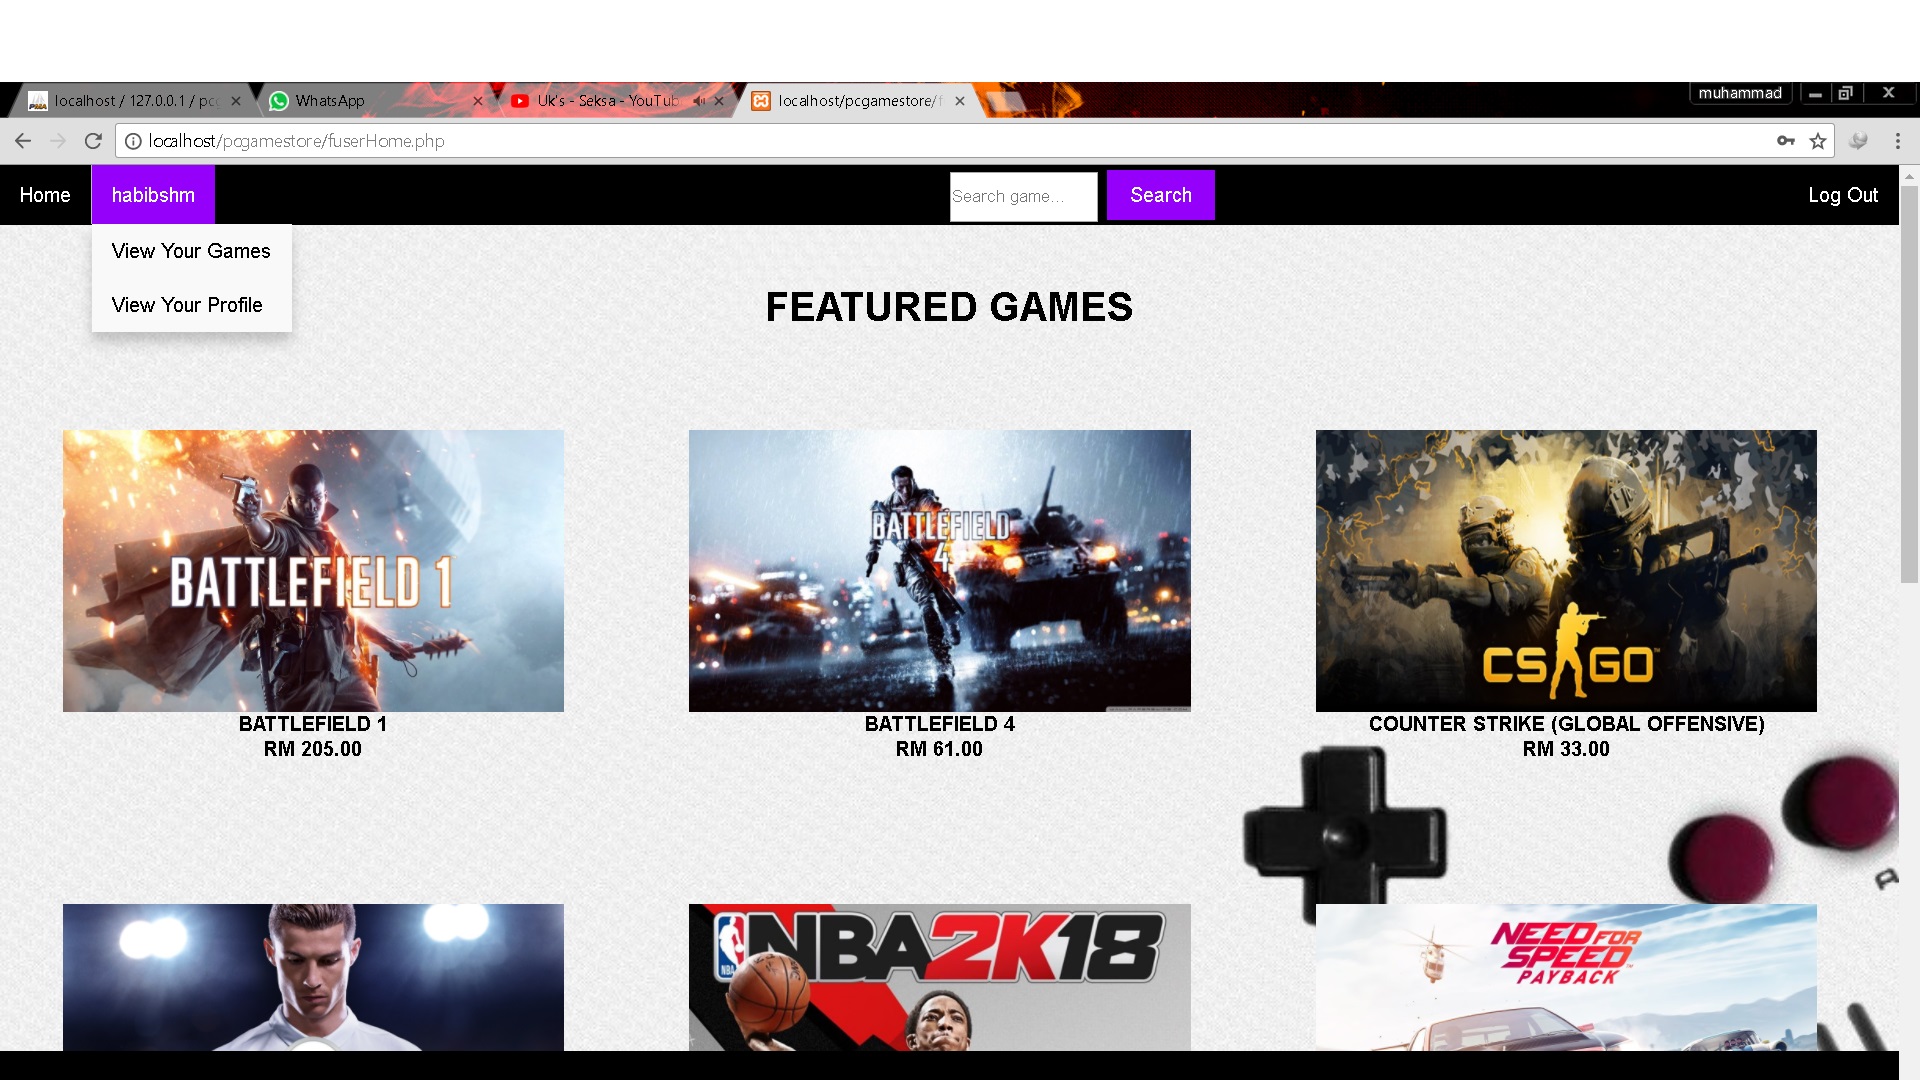 localhost / 127.0.0.1 / pc
WhatsApp
Uk's - Seksa - YouTub
localhost/pcgamestore/f
muhammad
localhost/pcgamestore/fuserHome.php
Home
habibshm
Search game...
Search
Log Out
View Your Games
View Your Profile
FEATURED GAMES
BATTLEFIELD 1
BATTLEFIELD
4
CS GO
BATTLEFIELD 1
RM 205.00
BATTLEFIELD 4
RM 61.00
COUNTER STRIKE (GLOBAL OFFENSIVE)
RM 33.00
A
NBA
NBA2K18
NEED FOR
SPEED
PAYBACK